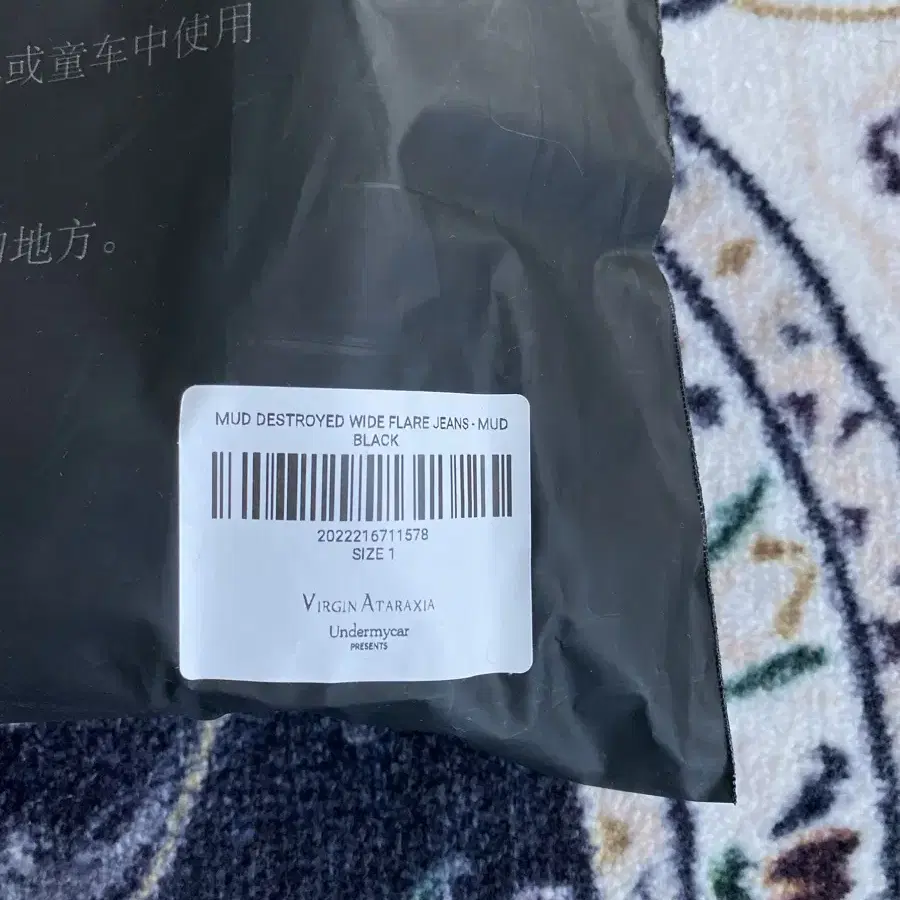 或童车中使用
地方。
MUD DESTROYED WIDE FLARE JEANS - MUD
BLACK
2022216711578
SIZE 1
VIRGIN ATARAXIA
Undermycar
PRESENTS